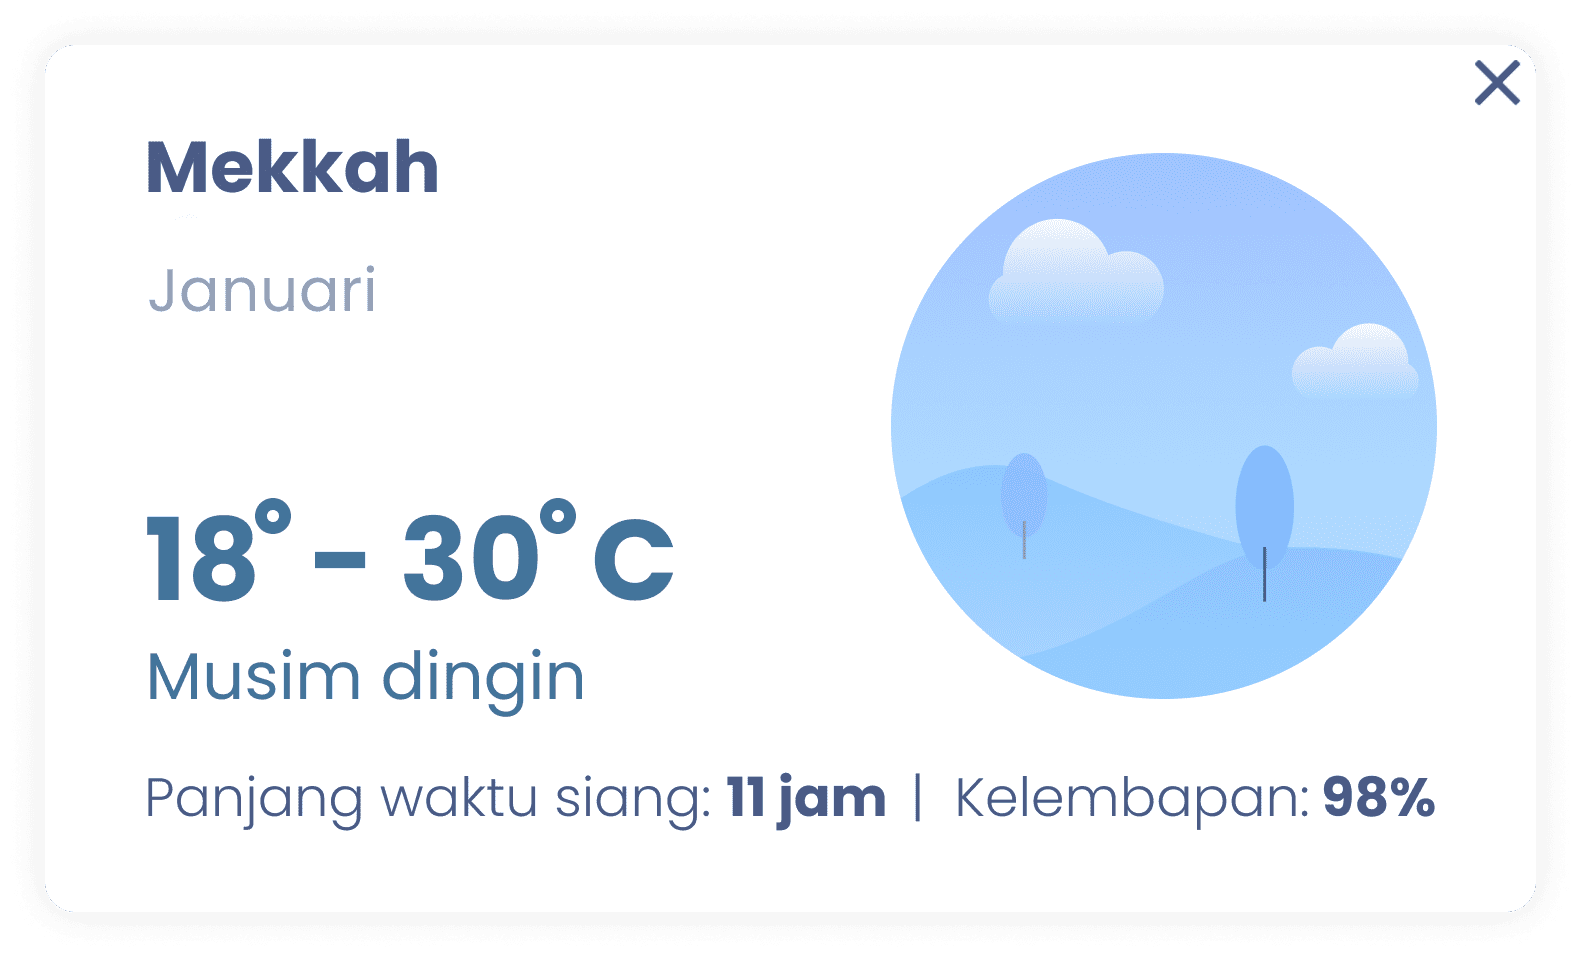 Mekkah
Januari
18° - 30° C
Musim dingin
Panjang waktu siang: 11 jam | Kelembapan: 98%